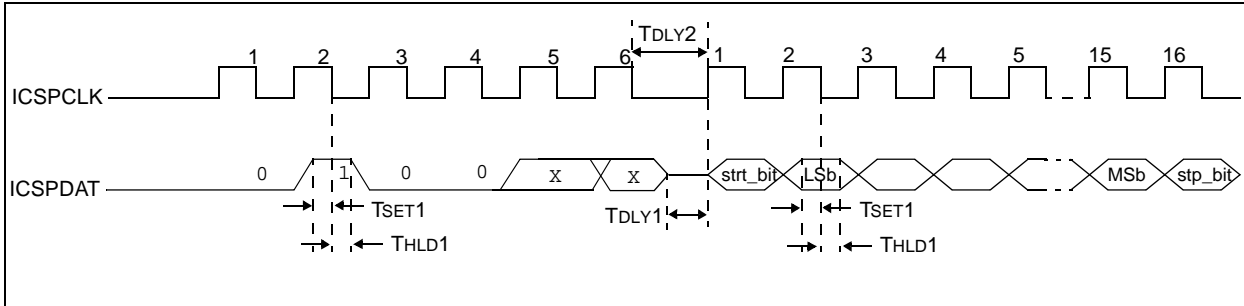 TDLY2
1 2 3 4 5 6 1 2 3 4 5 15 16
ICSPCLK
ICSPDAT 0 1 0 0 x x strt_bit LSb MSb stp_bit
TSET1 TDLY1 TSET1
THLD1 THLD1